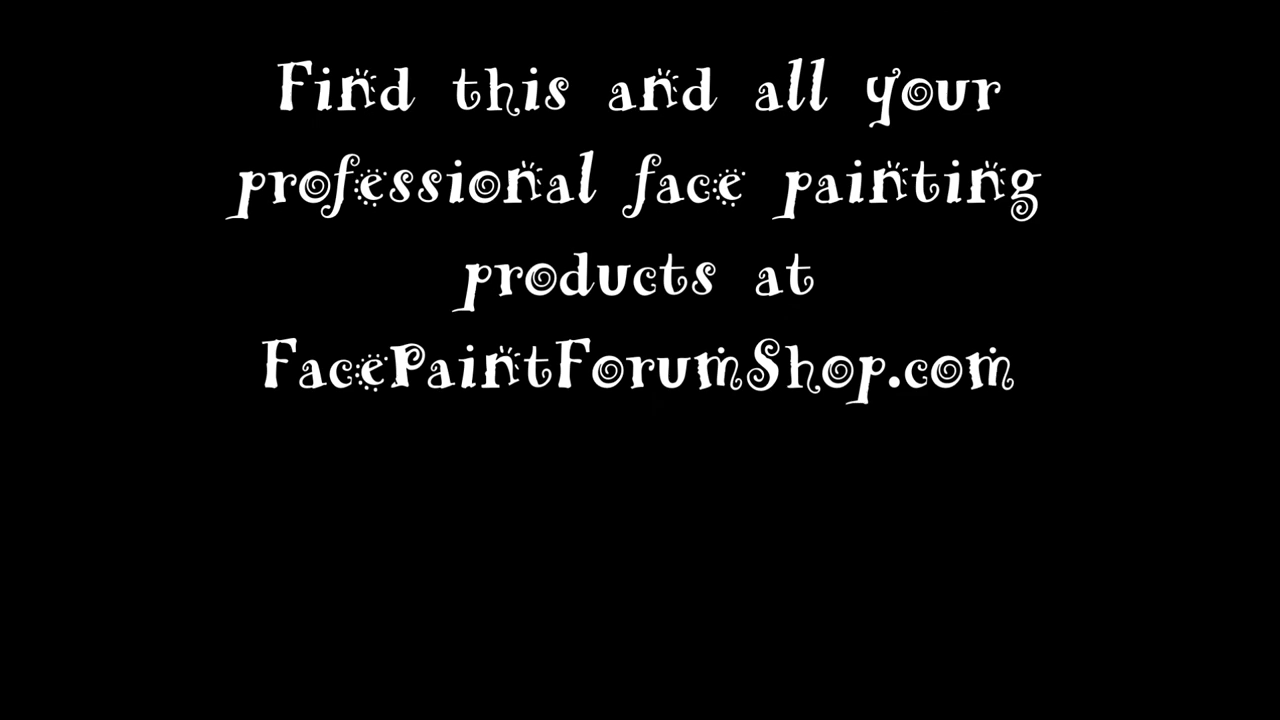 Find this and all your
professional face painting
products at
FacePaintForumShop.com